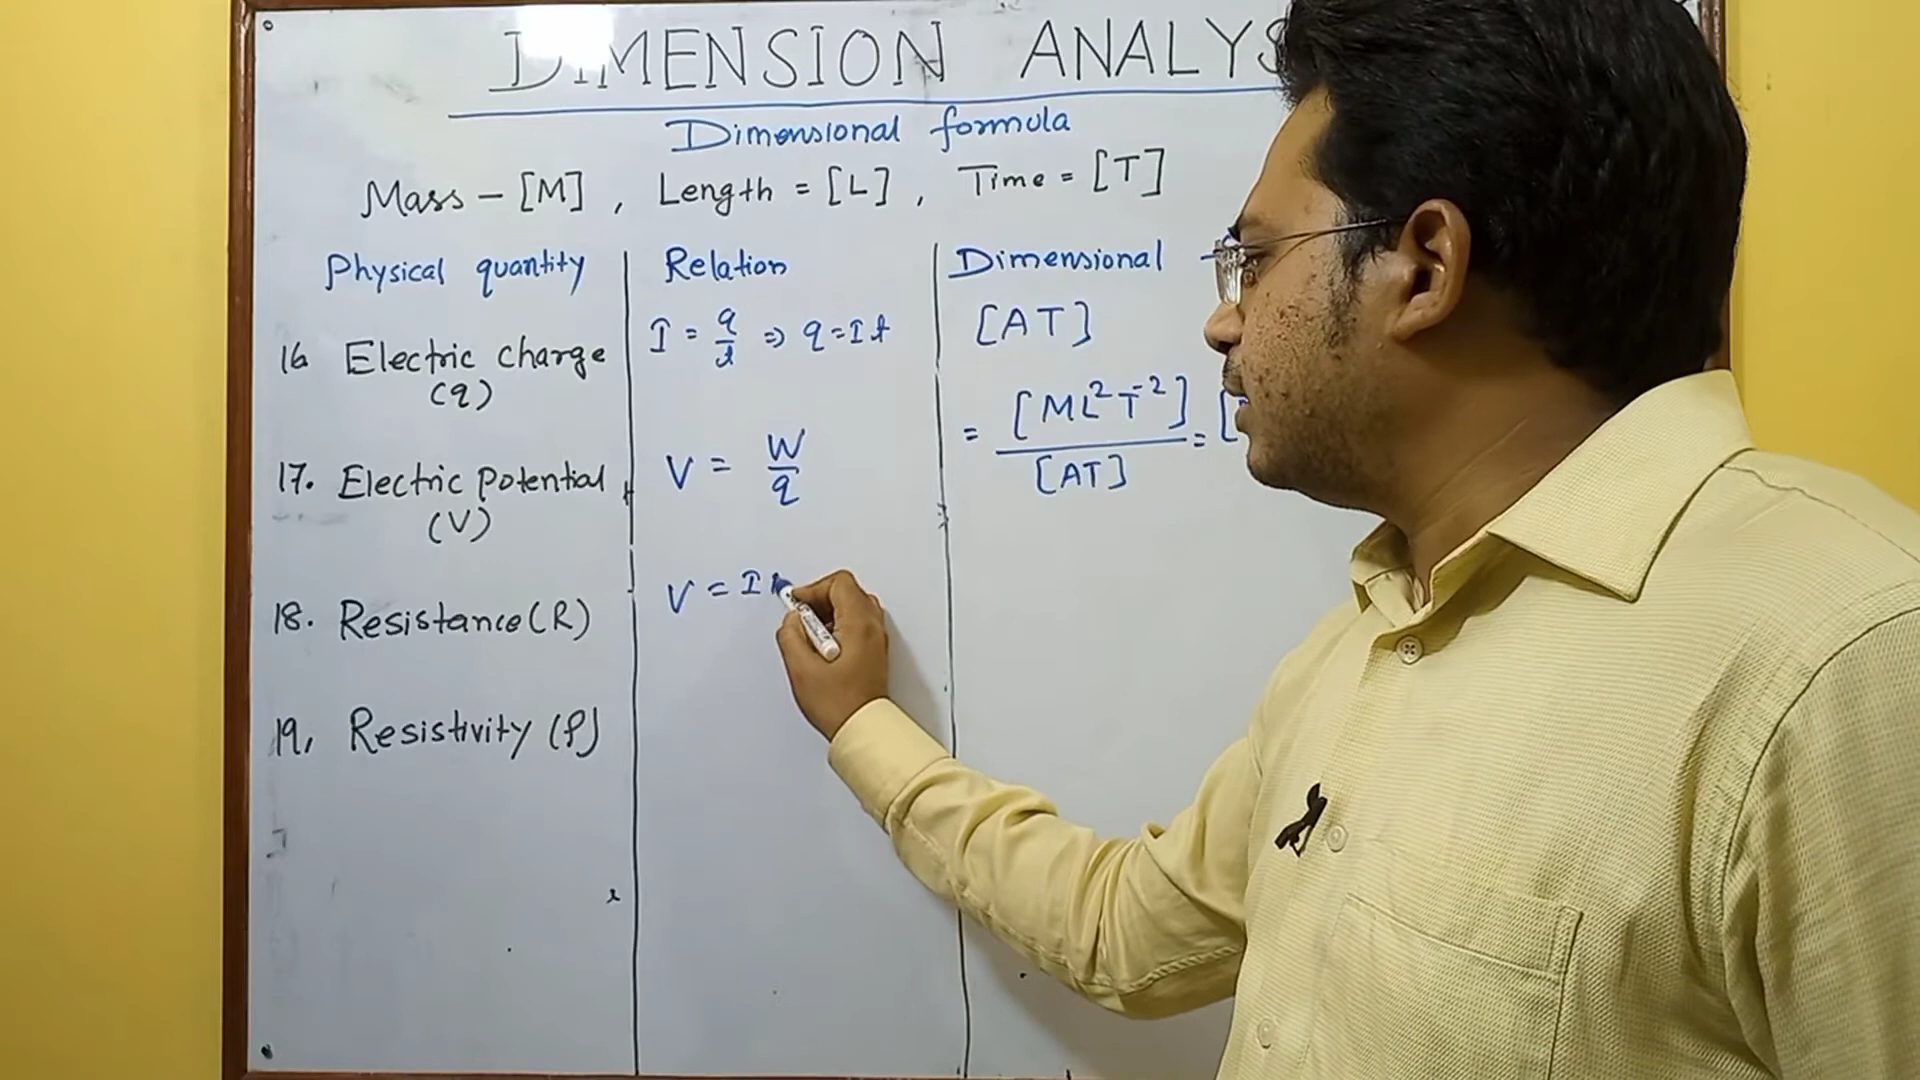 DIMENSION ANALYS
Dimensional formula
Mass – [M] , Length = [L] , Time = [T]
Physical quantity Relation Dimensional
16 Electric charge (q) I = q/t ⇒ q = It [AT]
17. Electric Potential (V) V = W/q = [ML²T⁻²]/[AT] = [
18. Resistance (R) V = I
19, Resistivity (ρ)